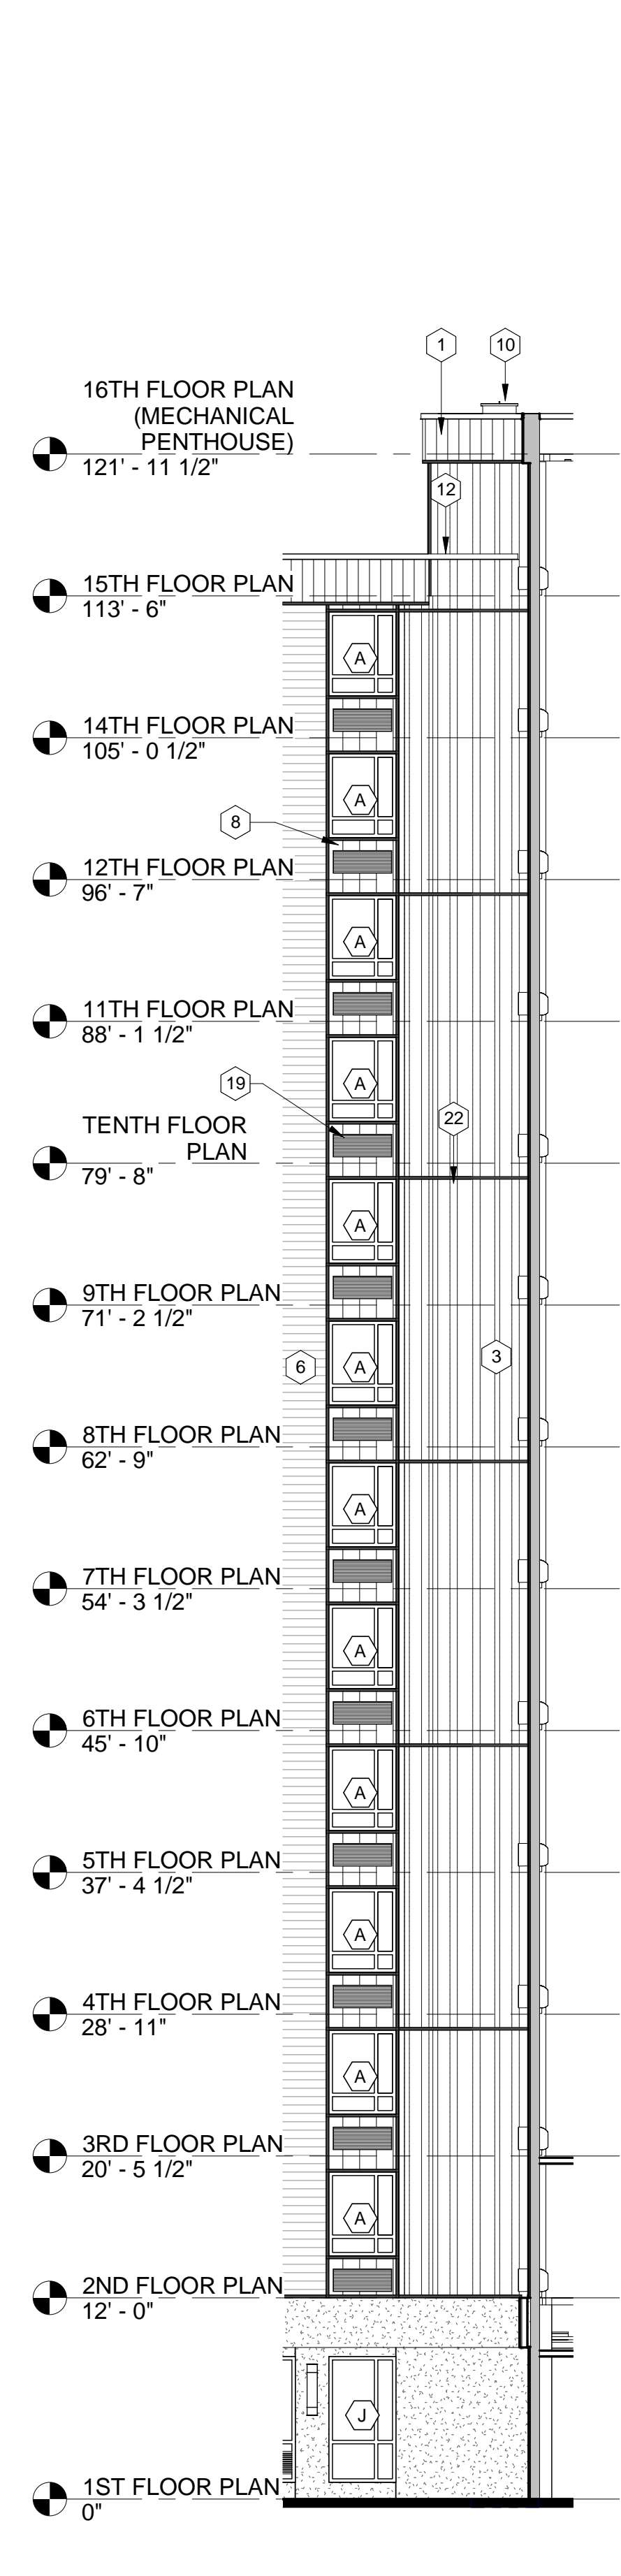 1
10
16TH FLOOR PLAN
(MECHANICAL
PENTHOUSE)
121' - 11 1/2"
12
15TH FLOOR PLAN
113' - 6"
A
14TH FLOOR PLAN
105' - 0 1/2"
A
8
12TH FLOOR PLAN
96' - 7"
A
11TH FLOOR PLAN
88' - 1 1/2"
A
19
22
TENTH FLOOR
PLAN
79' - 8"
A
9TH FLOOR PLAN
71' - 2 1/2"
3
6
A
8TH FLOOR PLAN
62' - 9"
A
7TH FLOOR PLAN
54' - 3 1/2"
A
6TH FLOOR PLAN
45' - 10"
A
5TH FLOOR PLAN
37' - 4 1/2"
A
4TH FLOOR PLAN
28' - 11"
A
3RD FLOOR PLAN
20' - 5 1/2"
A
2ND FLOOR PLAN
12' - 0"
J
1ST FLOOR PLAN
0"